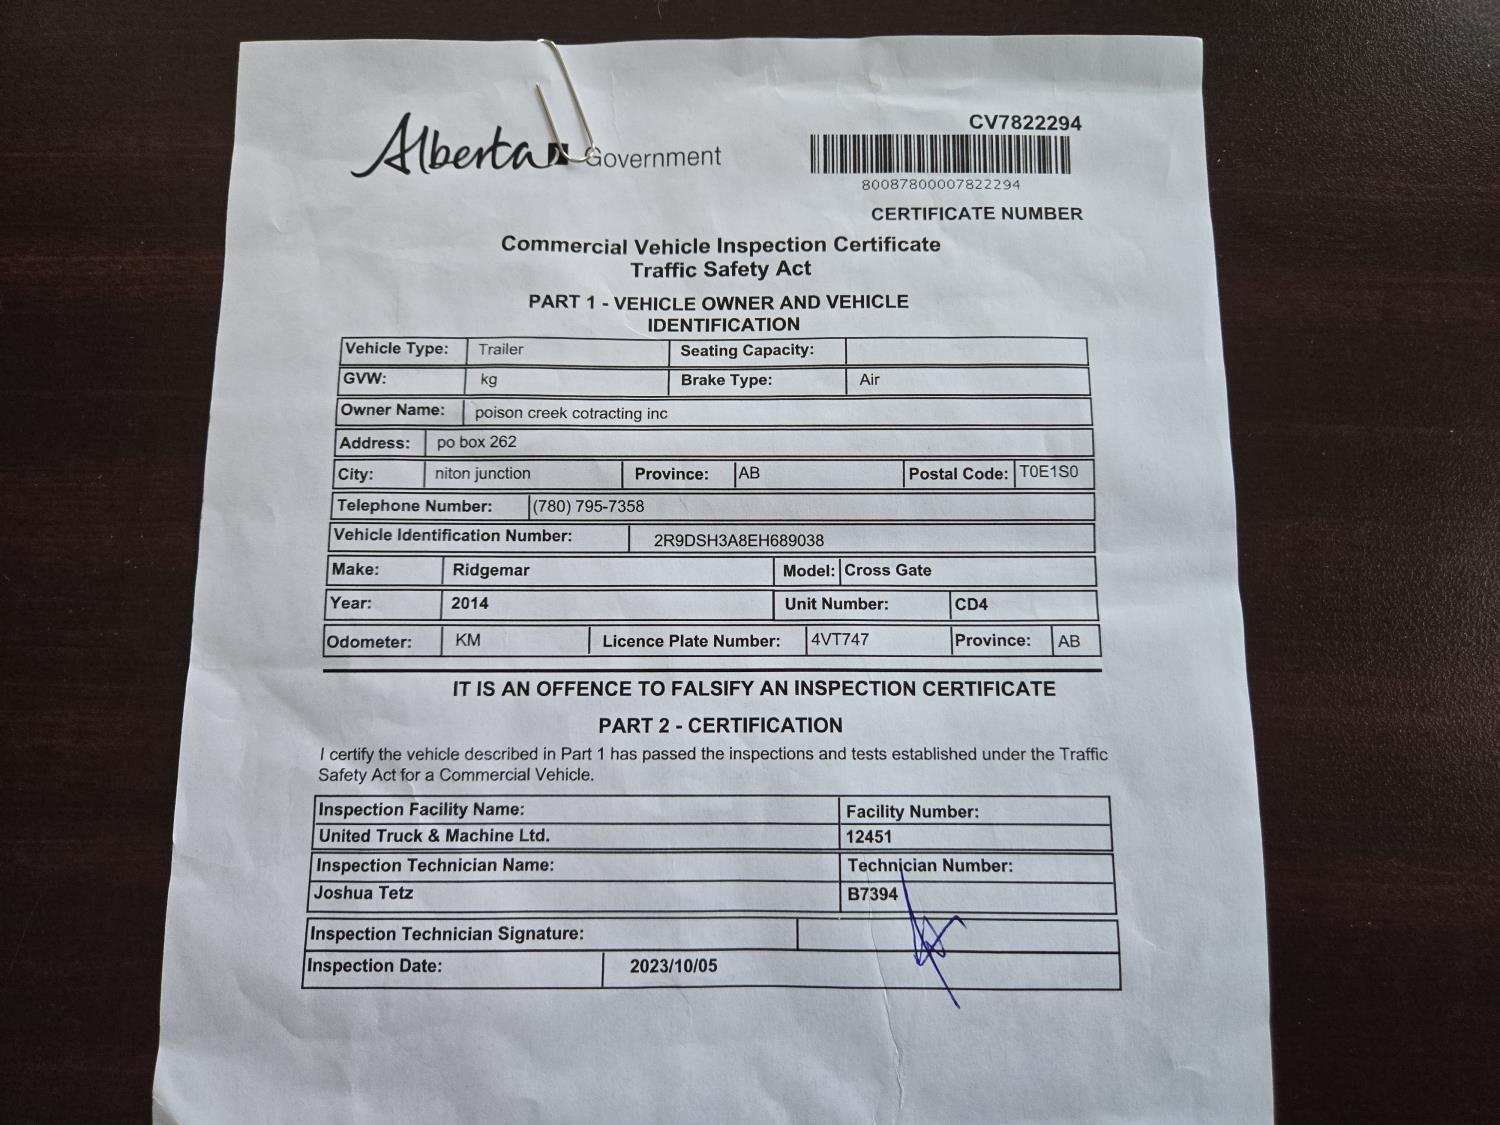 Alberta Government
CV7822294
80087800007822294
CERTIFICATE NUMBER
Commercial Vehicle Inspection Certificate
Traffic Safety Act
PART 1 - VEHICLE OWNER AND VEHICLE
IDENTIFICATION
Vehicle Type: Trailer Seating Capacity:
GVW: kg Brake Type: Air
Owner Name: poison creek cotracting inc
Address: po box 262
City: niton junction Province: AB Postal Code: T0E1S0
Telephone Number: (780) 795-7358
Vehicle Identification Number: 2R9DSH3A8EH689038
Make: Ridgemar Model: Cross Gate
Year: 2014 Unit Number: CD4
Odometer: KM Licence Plate Number: 4VT747 Province: AB
IT IS AN OFFENCE TO FALSIFY AN INSPECTION CERTIFICATE
PART 2 - CERTIFICATION
I certify the vehicle described in Part 1 has passed the inspections and tests established under the Traffic
Safety Act for a Commercial Vehicle.
Inspection Facility Name: Facility Number:
United Truck & Machine Ltd. 12451
Inspection Technician Name: Technician Number:
Joshua Tetz B7394
Inspection Technician Signature:
Inspection Date: 2023/10/05